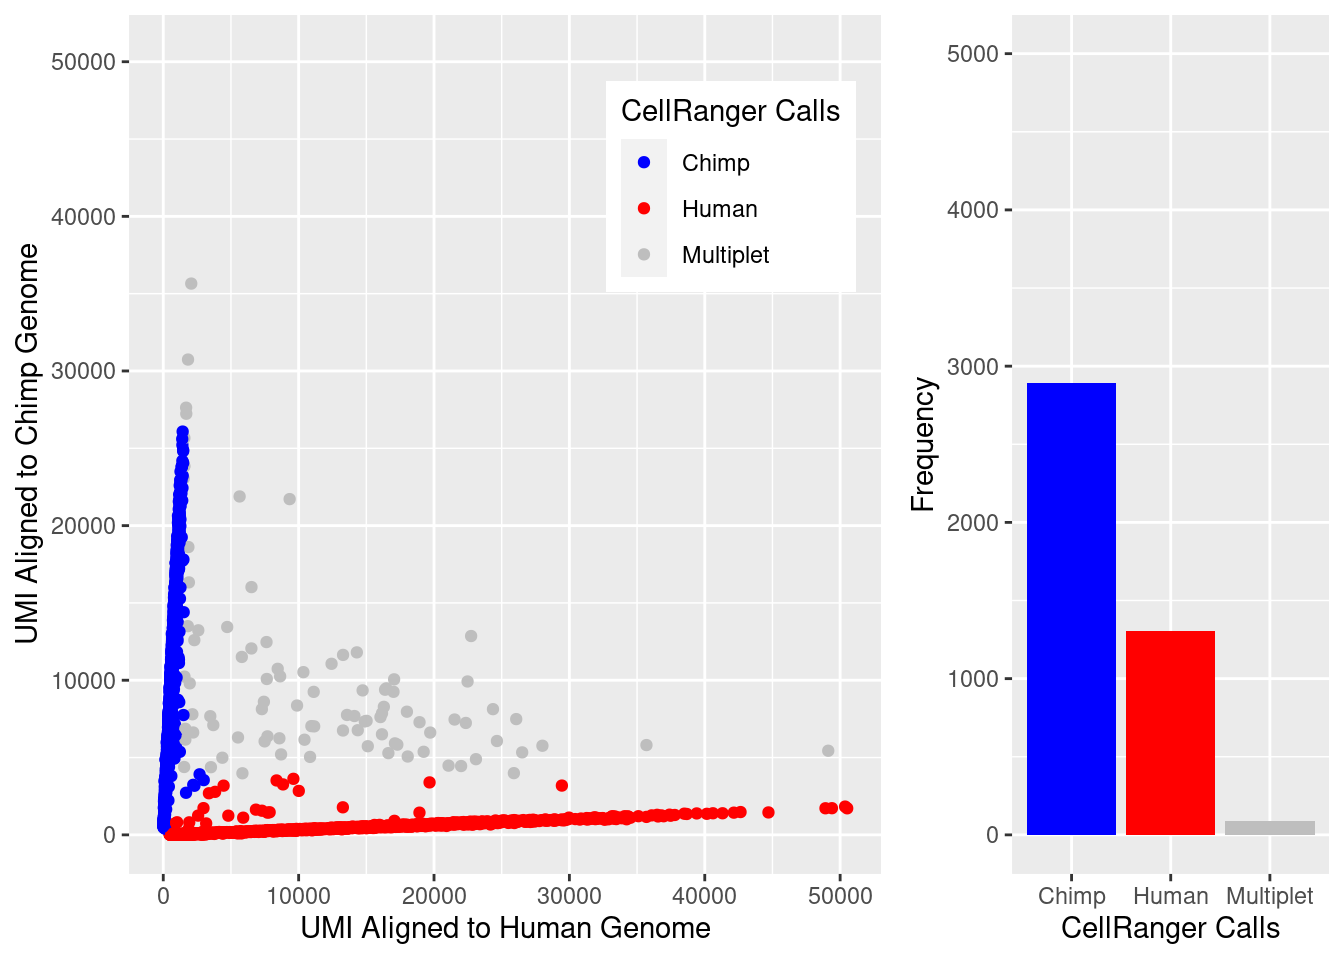 50000
40000
30000
20000
10000
0
UMI Aligned to Chimp Genome
CellRanger Calls
Chimp
Human
Multiplet
0
10000
20000
30000
40000
50000
UMI Aligned to Human Genome
5000
4000
3000
2000
1000
0
Frequency
Chimp
Human
Multiplet
CellRanger Calls